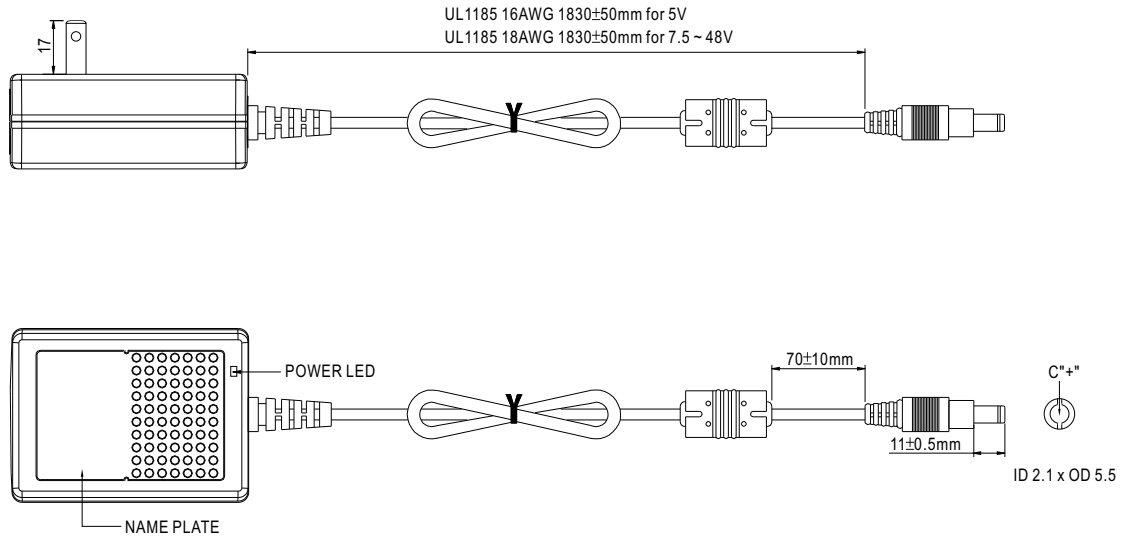 UL1185 16AWG 1830±50mm for 5V
UL1185 18AWG 1830±50mm for 7.5 ~ 48V
17
POWER LED
70±10mm
C"+"
11±0.5mm
ID 2.1 x OD 5.5
NAME PLATE